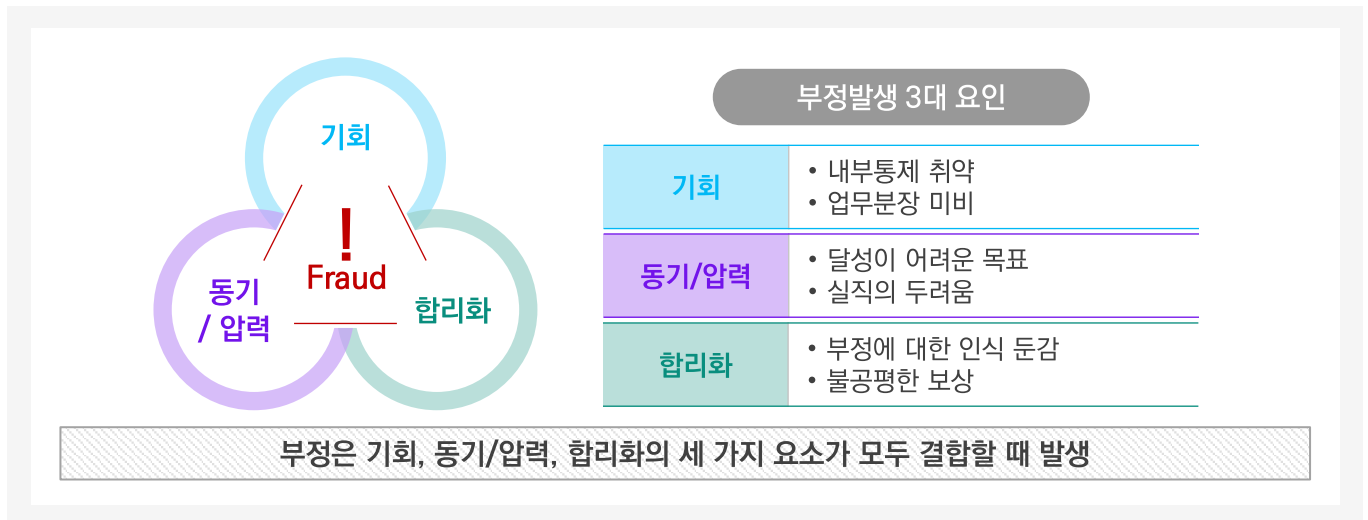 기회
!
Fraud
동기
/ 압력
합리화
부정발생 3대 요인
기회
• 내부통제 취약
• 업무분장 미비
동기/압력
• 달성이 어려운 목표
• 실직의 두려움
합리화
• 부정에 대한 인식 둔감
• 불공평한 보상
부정은 기회, 동기/압력, 합리화의 세 가지 요소가 모두 결합할 때 발생